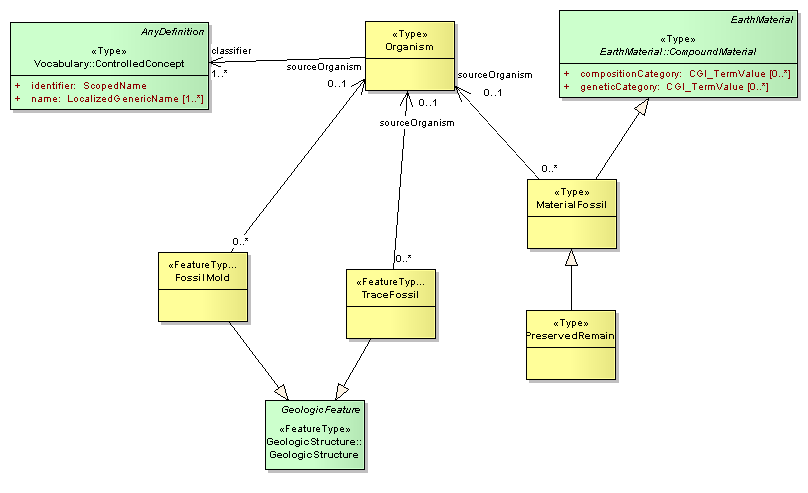 AnyDefinition
«Type»
Vocabulary::ControlledConcept
+ identifier: ScopedName
+ name: LocalizedGenericName [1..*]
classifier
1..*
«Type»
Organism
sourceOrganism
0..1
sourceOrganism
0..1
0..1
sourceOrganism
EarthMaterial
«Type»
EarthMaterial::CompoundMaterial
+ compositionCategory: CGI_TermValue [0..*]
+ geneticCategory: CGI_TermValue [0..*]
0..*
«Type»
MaterialFossil
0..*
«FeatureTyp...
FossilMold
0..*
«FeatureTyp...
TraceFossil
«Type»
PreservedRemain
GeologicFeature
«FeatureType»
GeologicStructure::
GeologicStructure